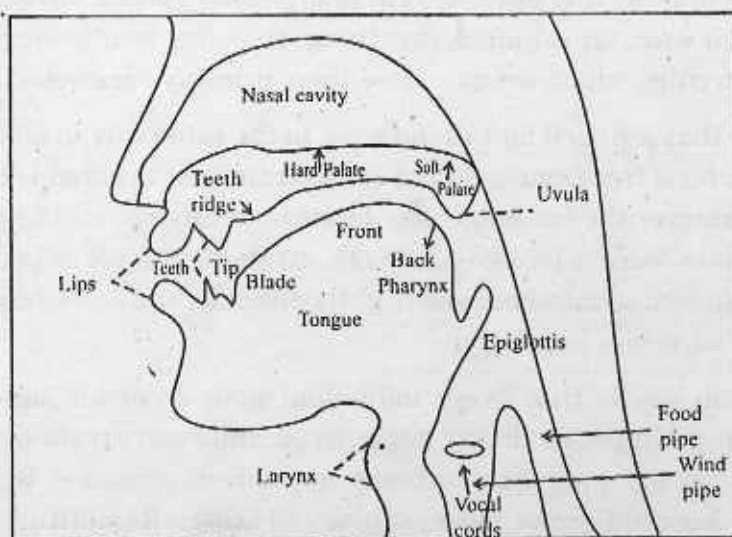 Nasal cavity
Hard Palate
Soft
Palate
Teeth
ridge
Uvula
Front
Lips
Teeth
Tip
Back
Blade
Pharynx
Tongue
Epiglottis
Food
pipe
Larynx
Wind
pipe
Vocal
cords